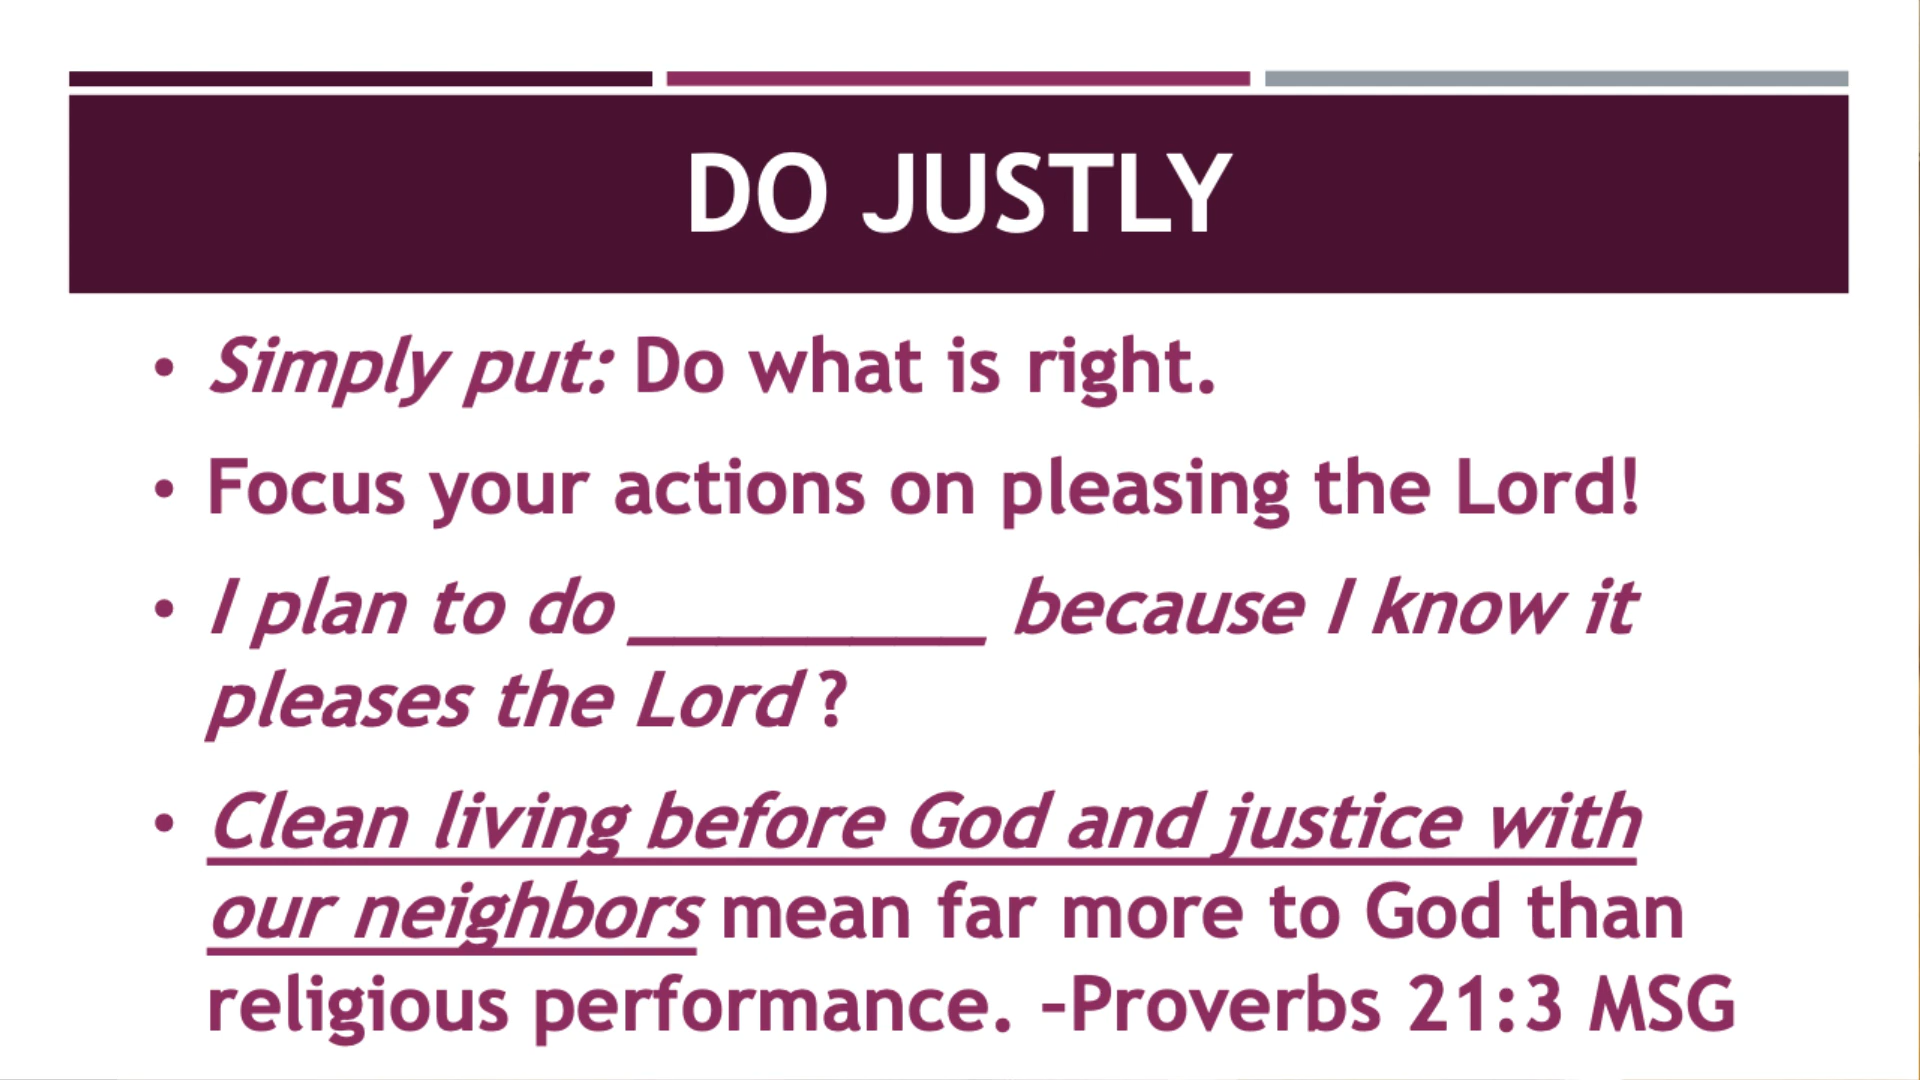 DO JUSTLY
• Simply put: Do what is right.
• Focus your actions on pleasing the Lord!
• I plan to do ________ because I know it
pleases the Lord ?
• Clean living before God and justice with
our neighbors mean far more to God than
religious performance. –Proverbs 21:3 MSG